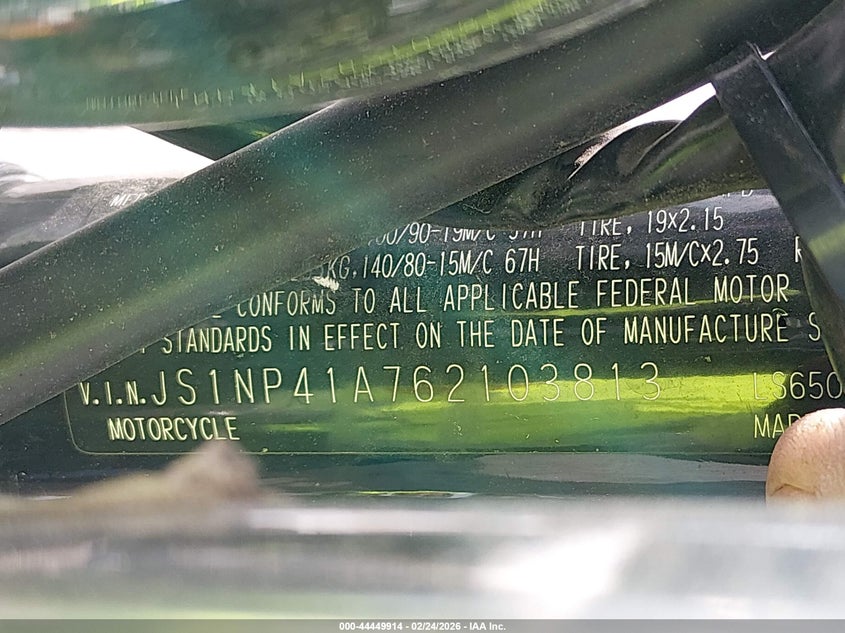 TIRE, 19x2.15
KG. 140/80-15M/C 67H TIRE, 15M/Cx2.75 R
CONFORMS TO ALL APPLICABLE FEDERAL MOTOR
STANDARDS IN EFFECT ON THE DATE OF MANUFACTURE S
V.I.N.JS1NP41A762103813 LS650
MOTORCYCLE
000-44449914 - 02/24/2026 - IAA Inc.